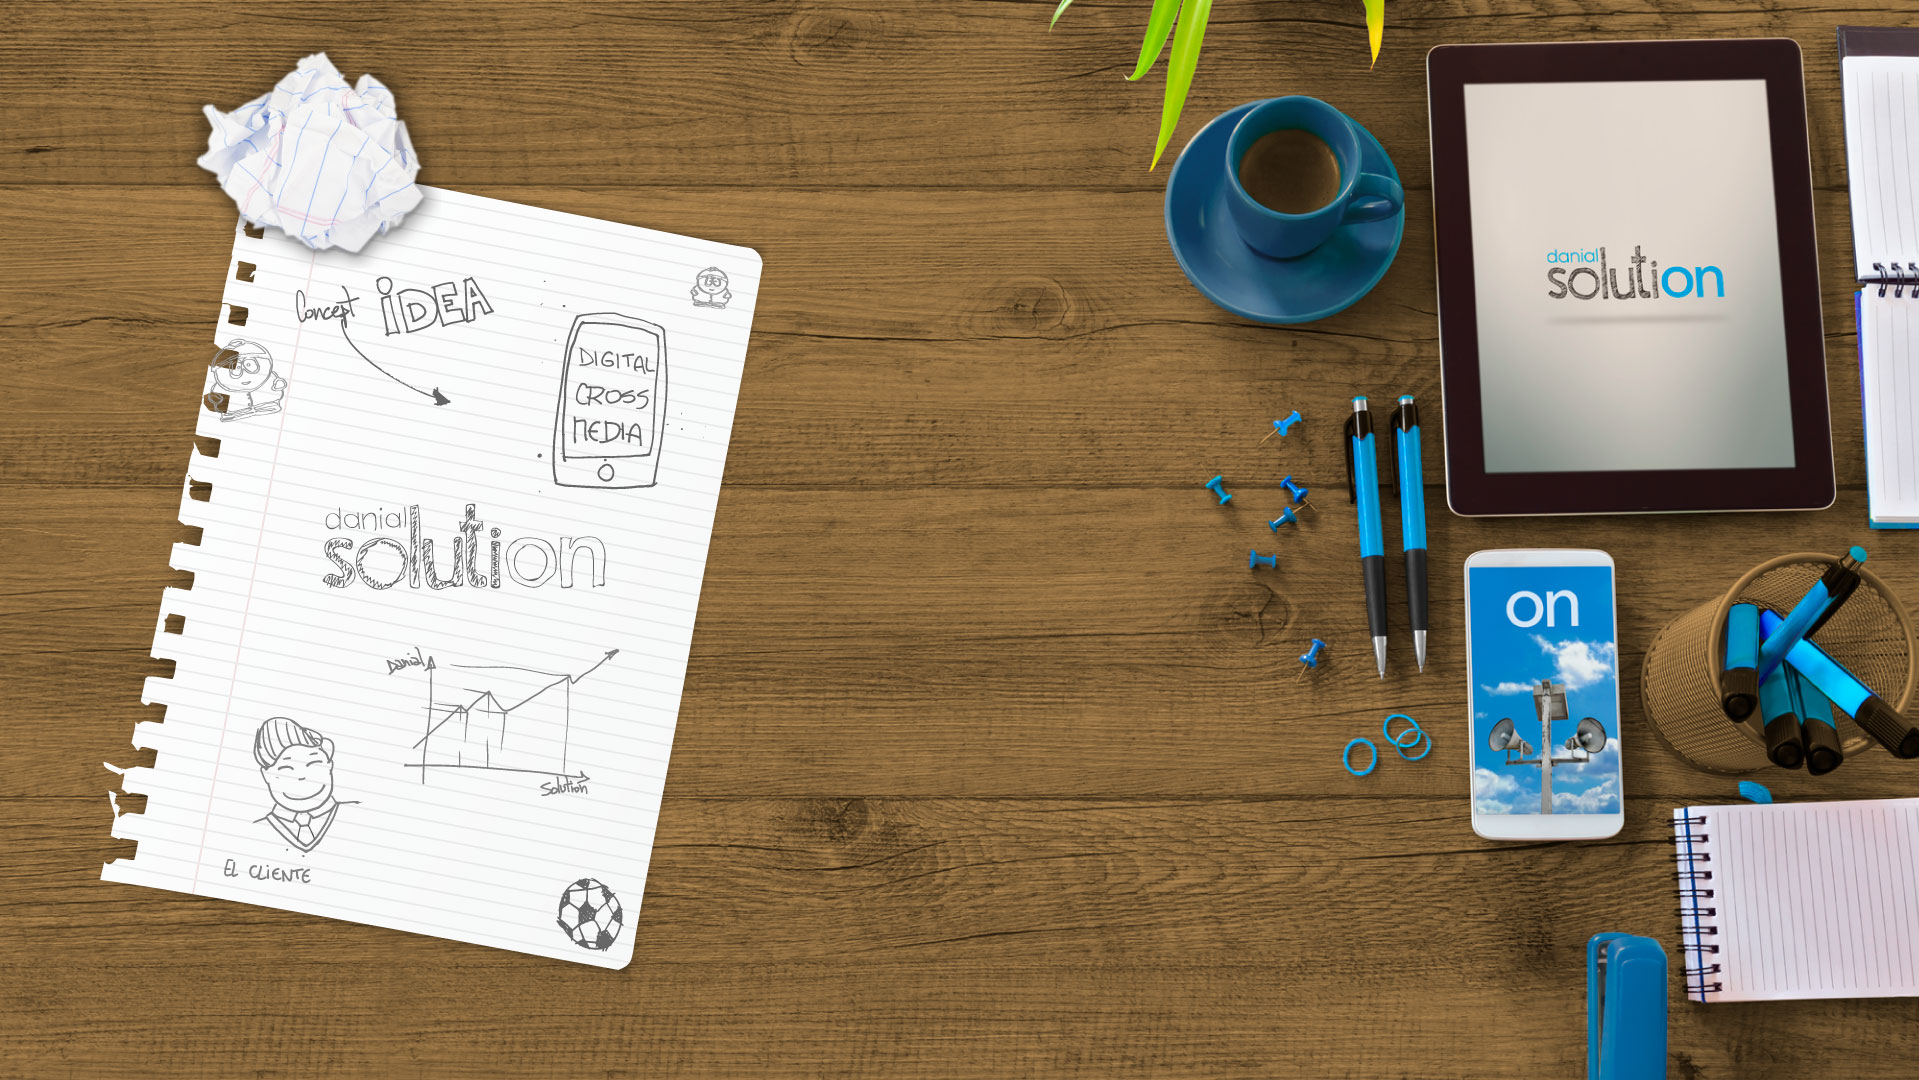 Concept iDEA
DIGITAL
CROSS
MEDIA
danial
solution
Danial
Solution
EL CLiENTE
danial
solution
on